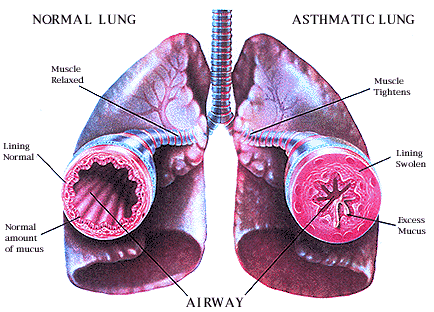 NORMAL LUNG
ASTHMATIC LUNG
Muscle
Relaxed
Muscle
Tightens
Lining
Normal
Lining
Swolen
Normal
amount
of mucus
Excess
Mucus
AIRWAY